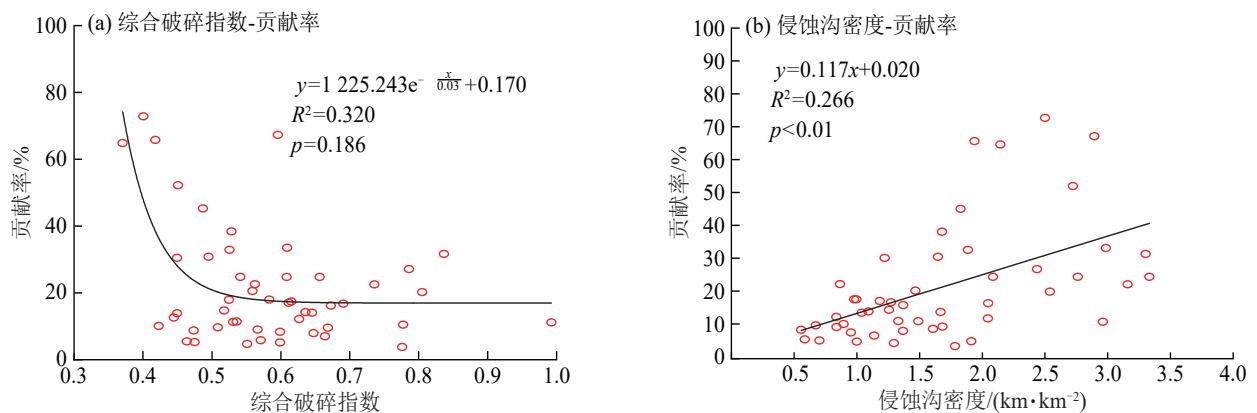 (a) 综合破碎指数-贡献率
y=1 225.243e^{- x/0.03}+0.170
R²=0.320
p=0.186
贡献率/%
100
80
60
40
20
0
0.3 0.4 0.5 0.6 0.7 0.8 0.9 1.0
综合破碎指数
(b) 侵蚀沟密度-贡献率
y=0.117x+0.020
R²=0.266
p<0.01
贡献率/%
100
90
80
70
60
50
40
30
20
10
0
0.5 1.0 1.5 2.0 2.5 3.0 3.5 4.0
侵蚀沟密度/(km·km⁻²)